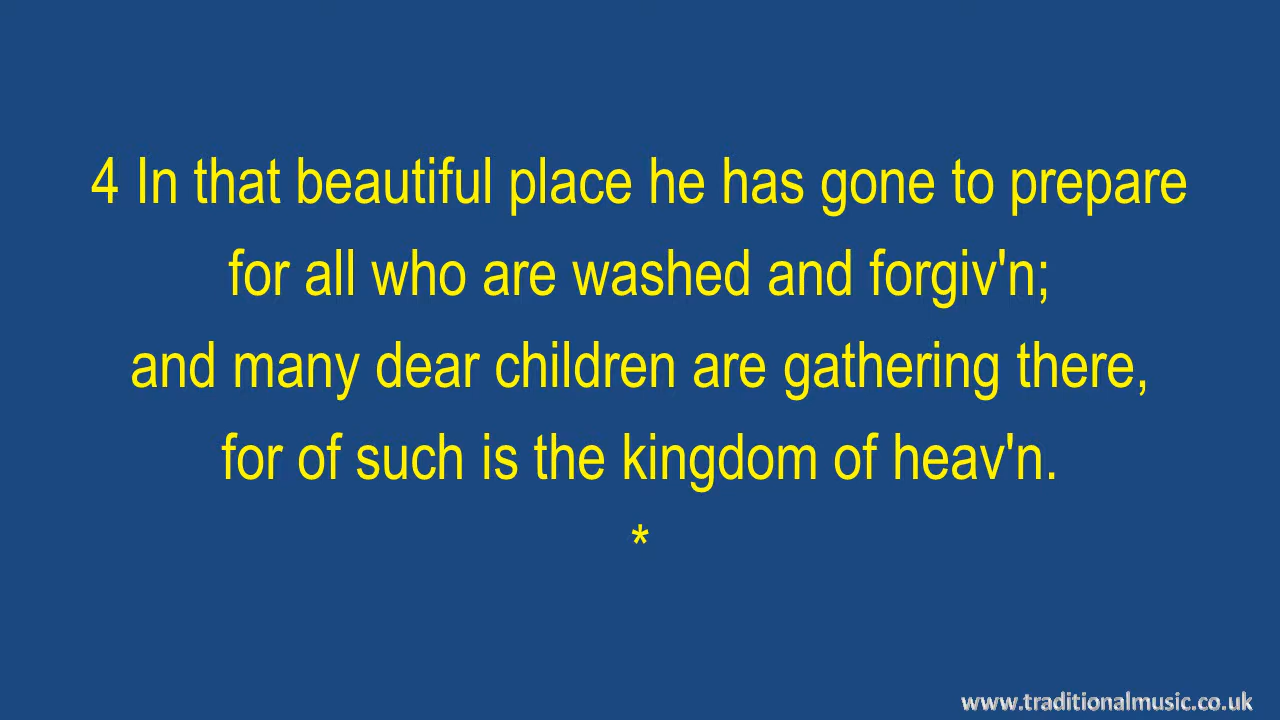 4 In that beautiful place he has gone to prepare
for all who are washed and forgiv'n;
and many dear children are gathering there,
for of such is the kingdom of heav'n.
*
www.traditionalmusic.co.uk